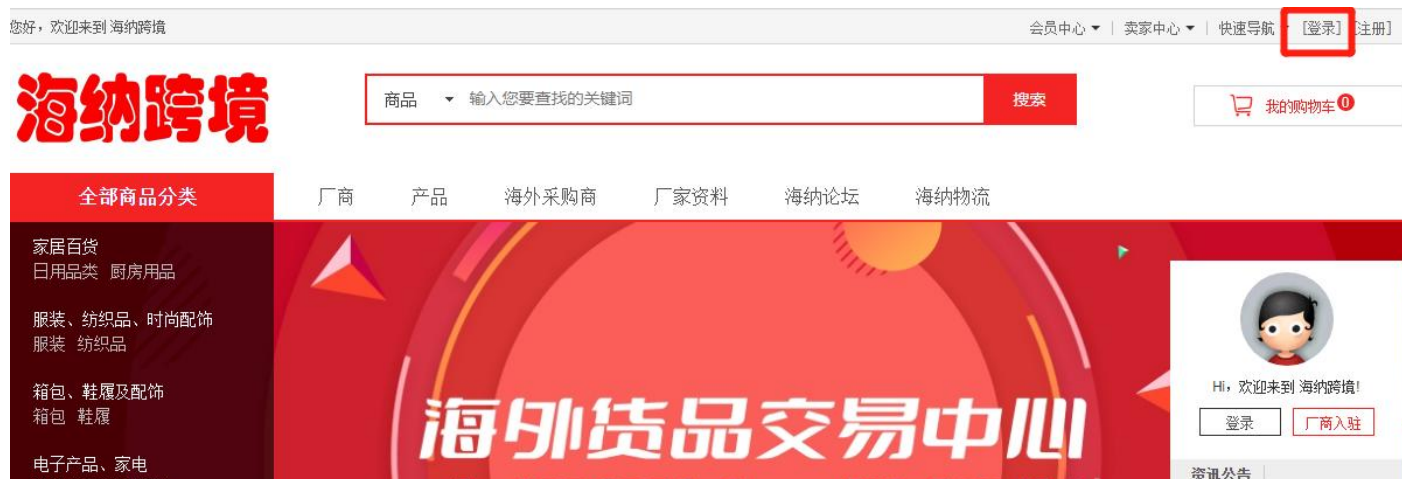 您好，欢迎来到 海纳跨境
会员中心 | 卖家中心 | 快速导航 [登录] [注册]
海纳跨境
商品 输入您要查找的关键词 搜索
我的购物车 0
全部商品分类 厂商 产品 海外采购商 厂家资料 海纳论坛 海纳物流
家居百货
日用品类 厨房用品
服装、纺织品、时尚配饰
服装 纺织品
箱包、鞋履及配饰
箱包 鞋履
电子产品、家电
海外货品交易中心
Hi，欢迎来到 海纳跨境!
登录 厂商入驻
资讯公告